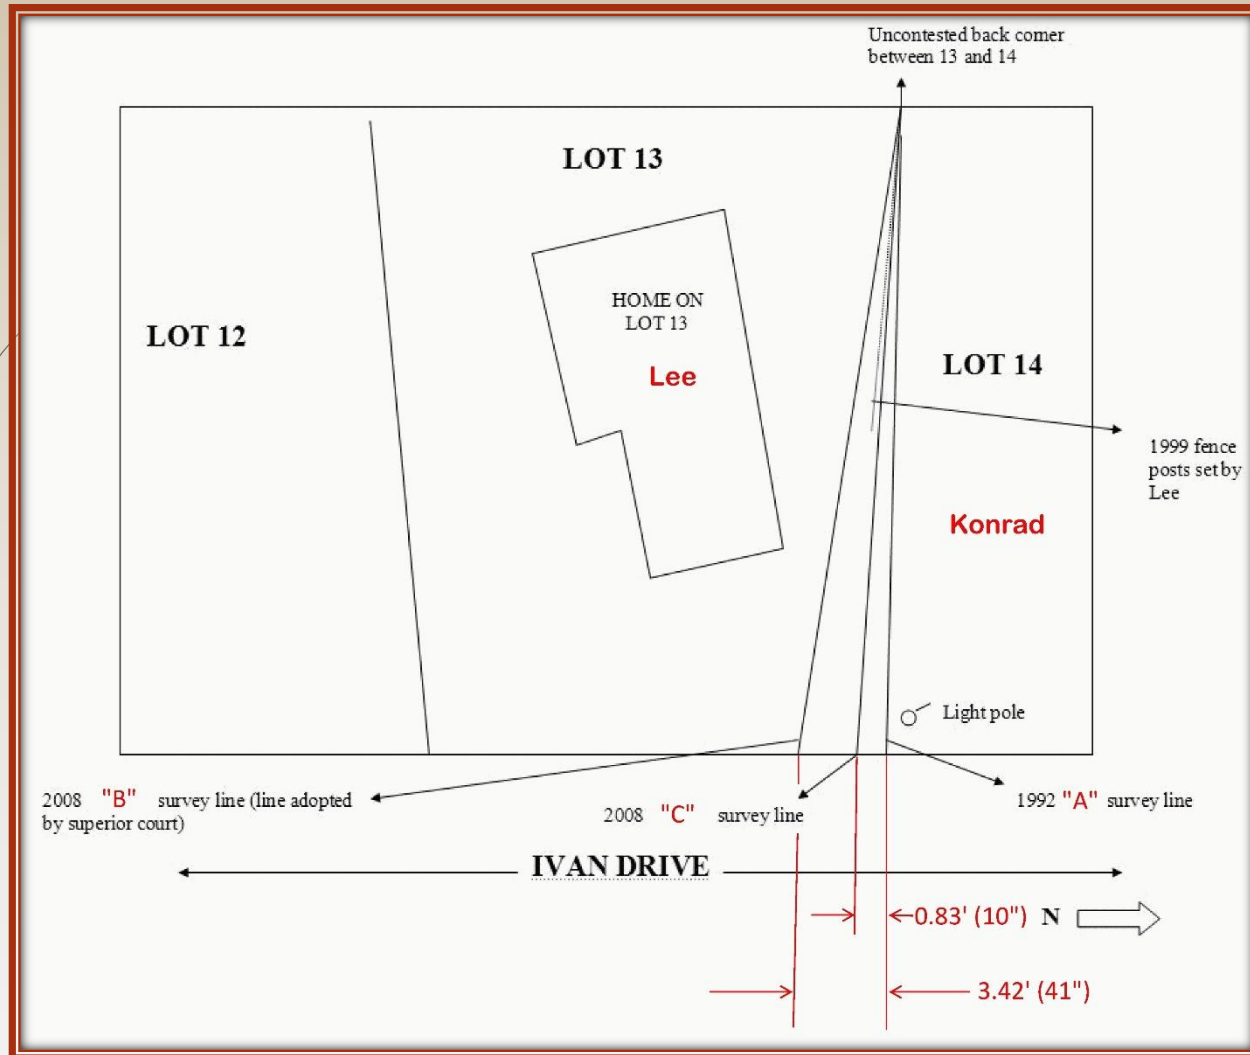 Uncontested back comer
between 13 and 14
LOT 13
HOME ON
LOT 13
Lee
LOT 12
LOT 14
1999 fence
posts set by
Lee
Konrad
Light pole
2008 "B" survey line (line adopted
by superior court)
2008 "C" survey line
1992 "A" survey line
IVAN DRIVE
0.83' (10") N
3.42' (41")